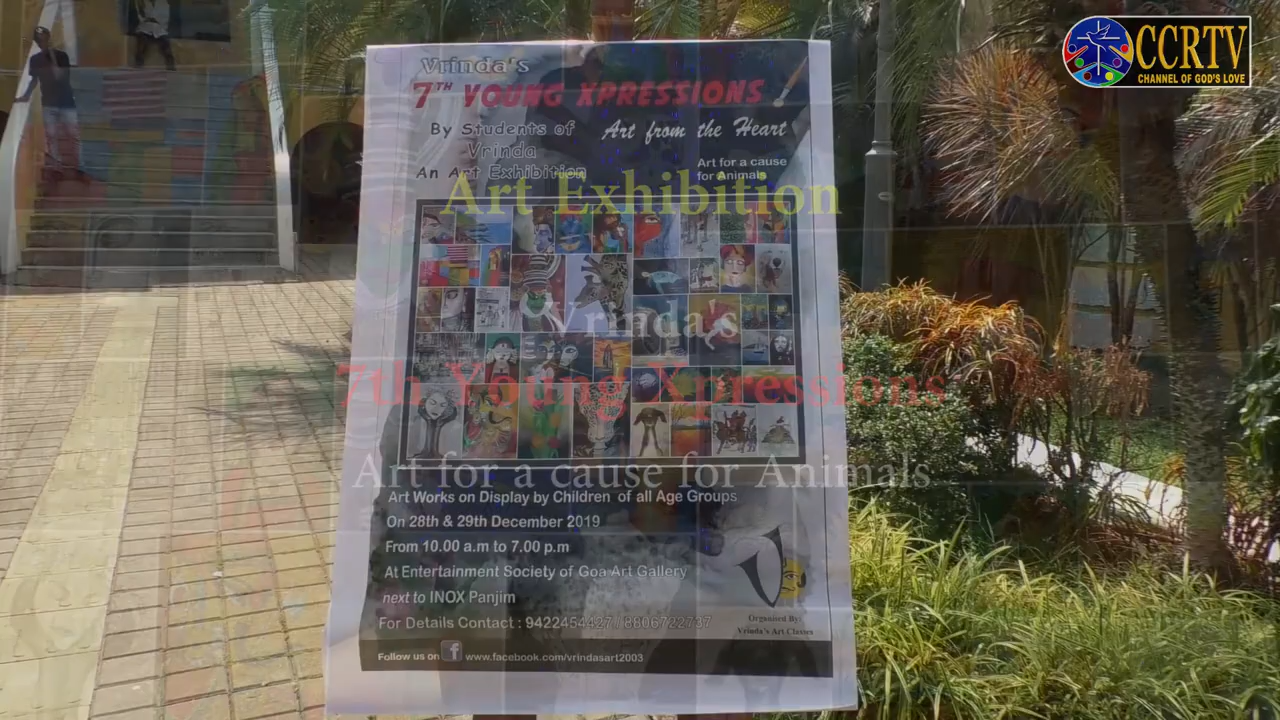 CCRTV
CHANNEL OF GOD'S LOVE
Vrinda's
7TH YOUNG XPRESSIONS
By Students of
Vrinda
An Art Exhibition
Art from the Heart
Art for a cause
for Animals
Art Exhibition
Vrinda's
7th Young Xpressions
Art for a cause for Animals
Art Works on Display by Children of all Age Groups
On 28th & 29th December 2019
From 10.00 a.m to 7.00 p.m
At Entertainment Society of Goa Art Gallery
next to INOX Panjim
For Details Contact : 9422454427 / 8806722737
Organised By:
Vrinda's Art Classes
Follow us on f www.facebook.com/vrindasart2003